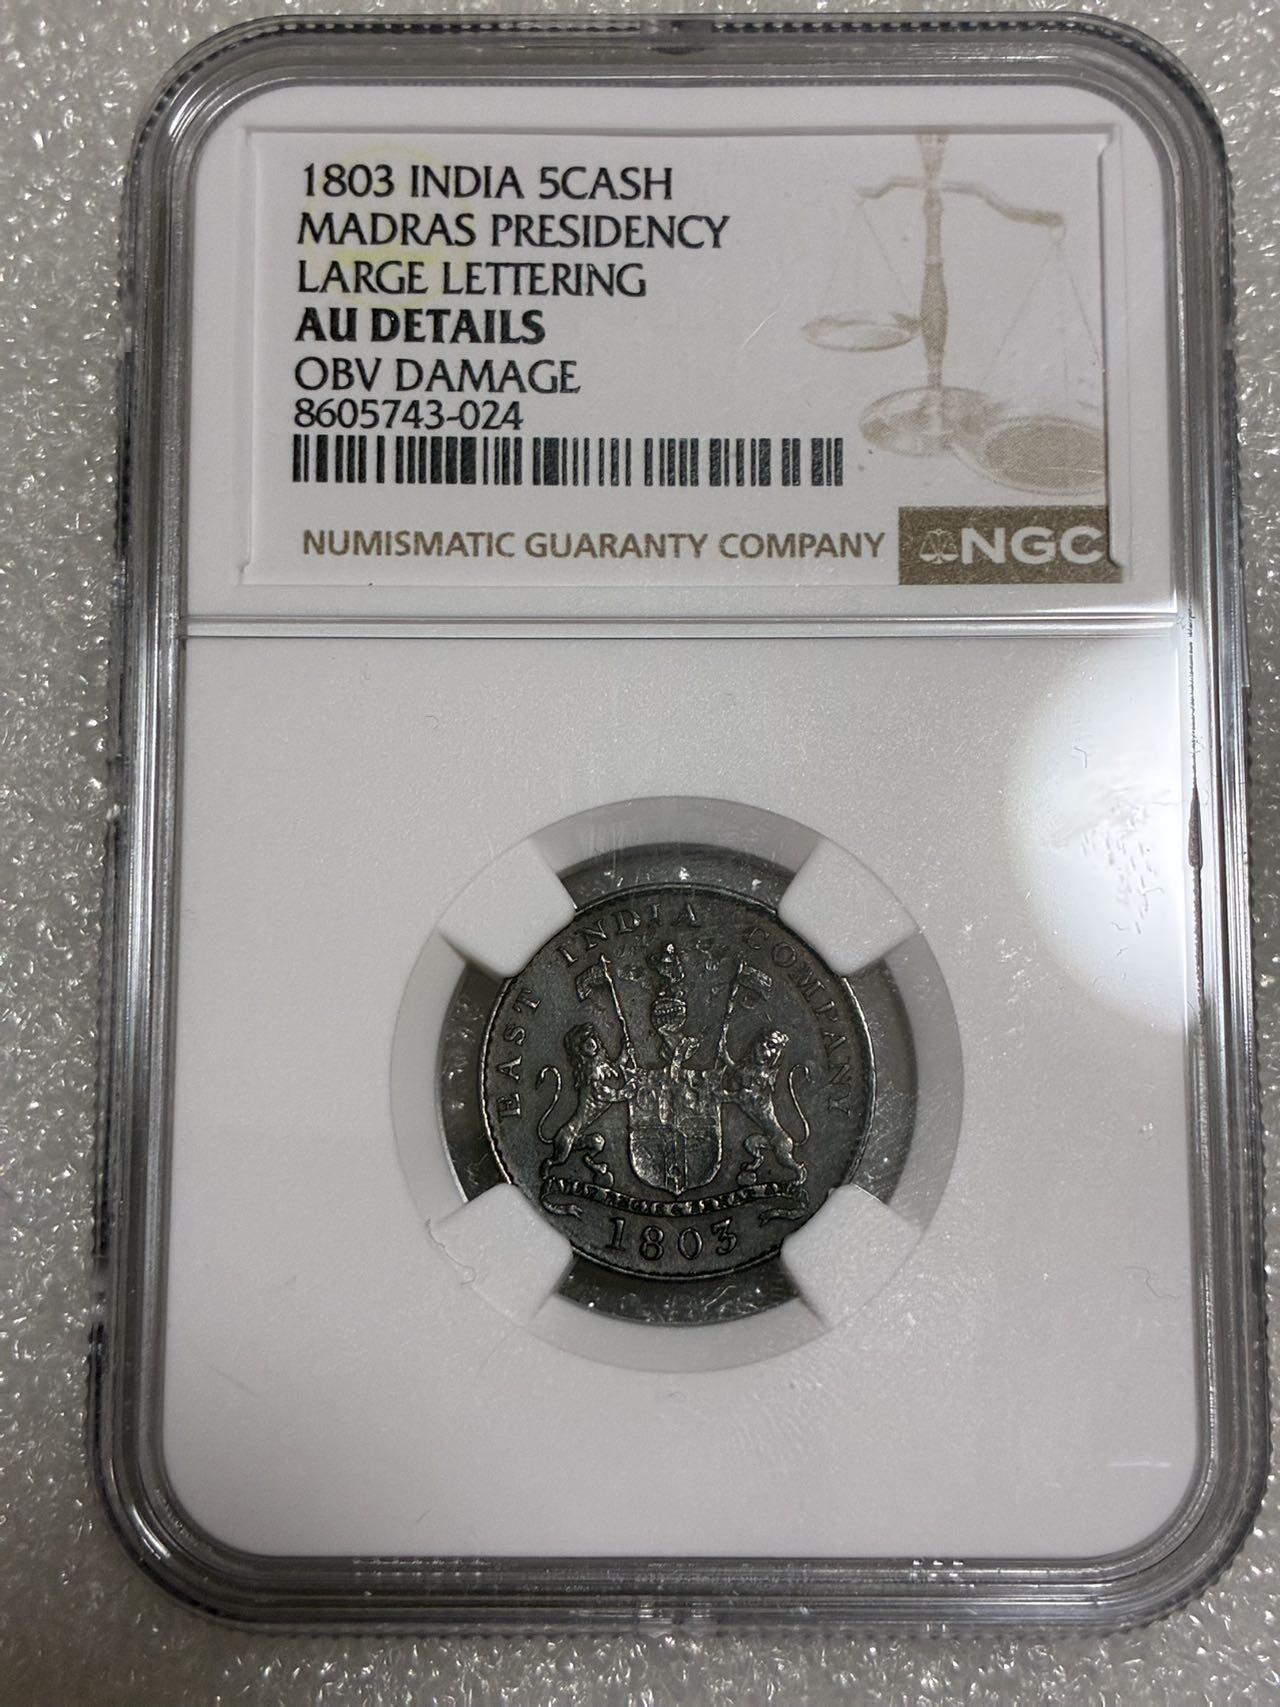 1803 INDIA 5CASH
MADRAS PRESIDENCY
LARGE LETTERING
AU DETAILS
OBV DAMAGE
8605743-024
NUMISMATIC GUARANTY COMPANY
NGC
EAST INDIA COMPANY
1803